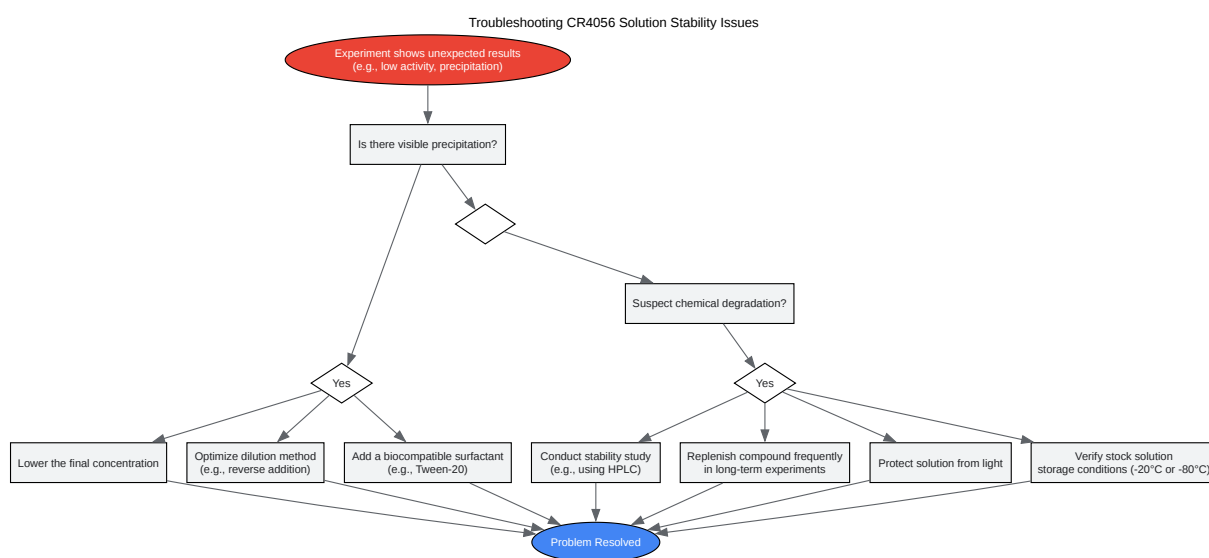 Troubleshooting CR4056 Solution Stability Issues
Experiment shows unexpected results
(e.g., low activity, precipitation)
Is there visible precipitation?
Suspect chemical degradation?
Yes
Yes
Lower the final concentration
Optimize dilution method
(e.g., reverse addition)
Add a biocompatible surfactant
(e.g., Tween-20)
Conduct stability study
(e.g., using HPLC)
Replenish compound frequently
in long-term experiments
Protect solution from light
Verify stock solution
storage conditions (-20°C or -80°C)
Problem Resolved